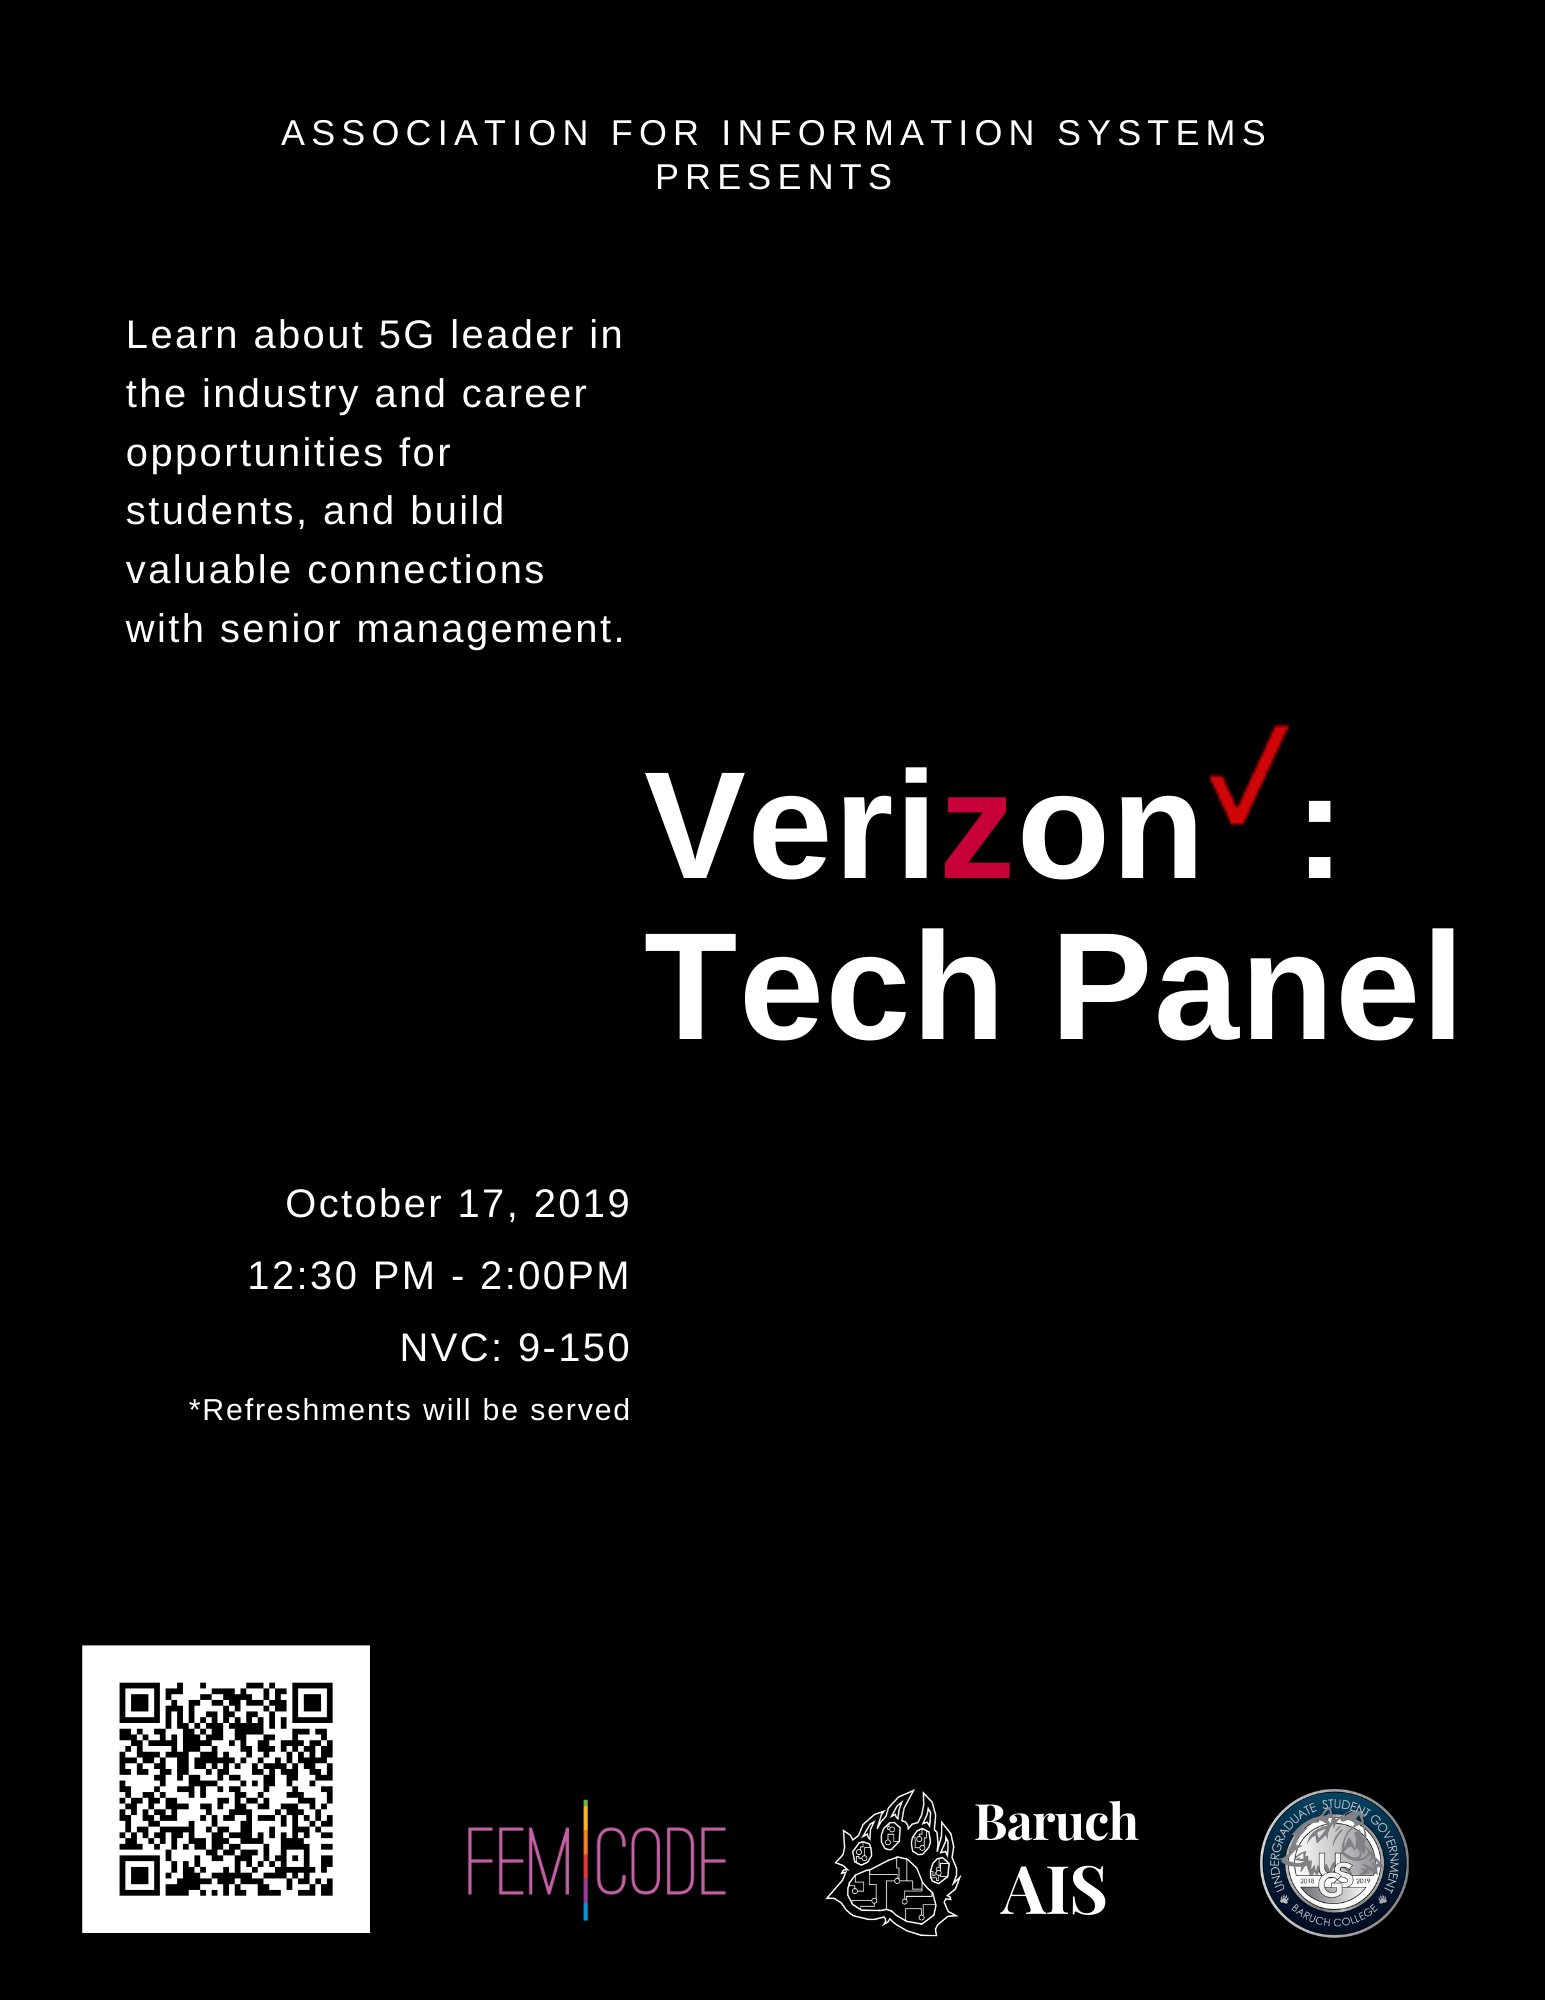 ASSOCIATION FOR INFORMATION SYSTEMS
PRESENTS
Learn about 5G leader in
the industry and career
opportunities for
students, and build
valuable connections
with senior management.
Verizon✓:
Tech Panel
October 17, 2019
12:30 PM - 2:00PM
NVC: 9-150
*Refreshments will be served
FEM|CODE
Baruch
AIS
UNDERGRADUATE STUDENT GOVERNMENT
USG
2018 2019
BARUCH COLLEGE